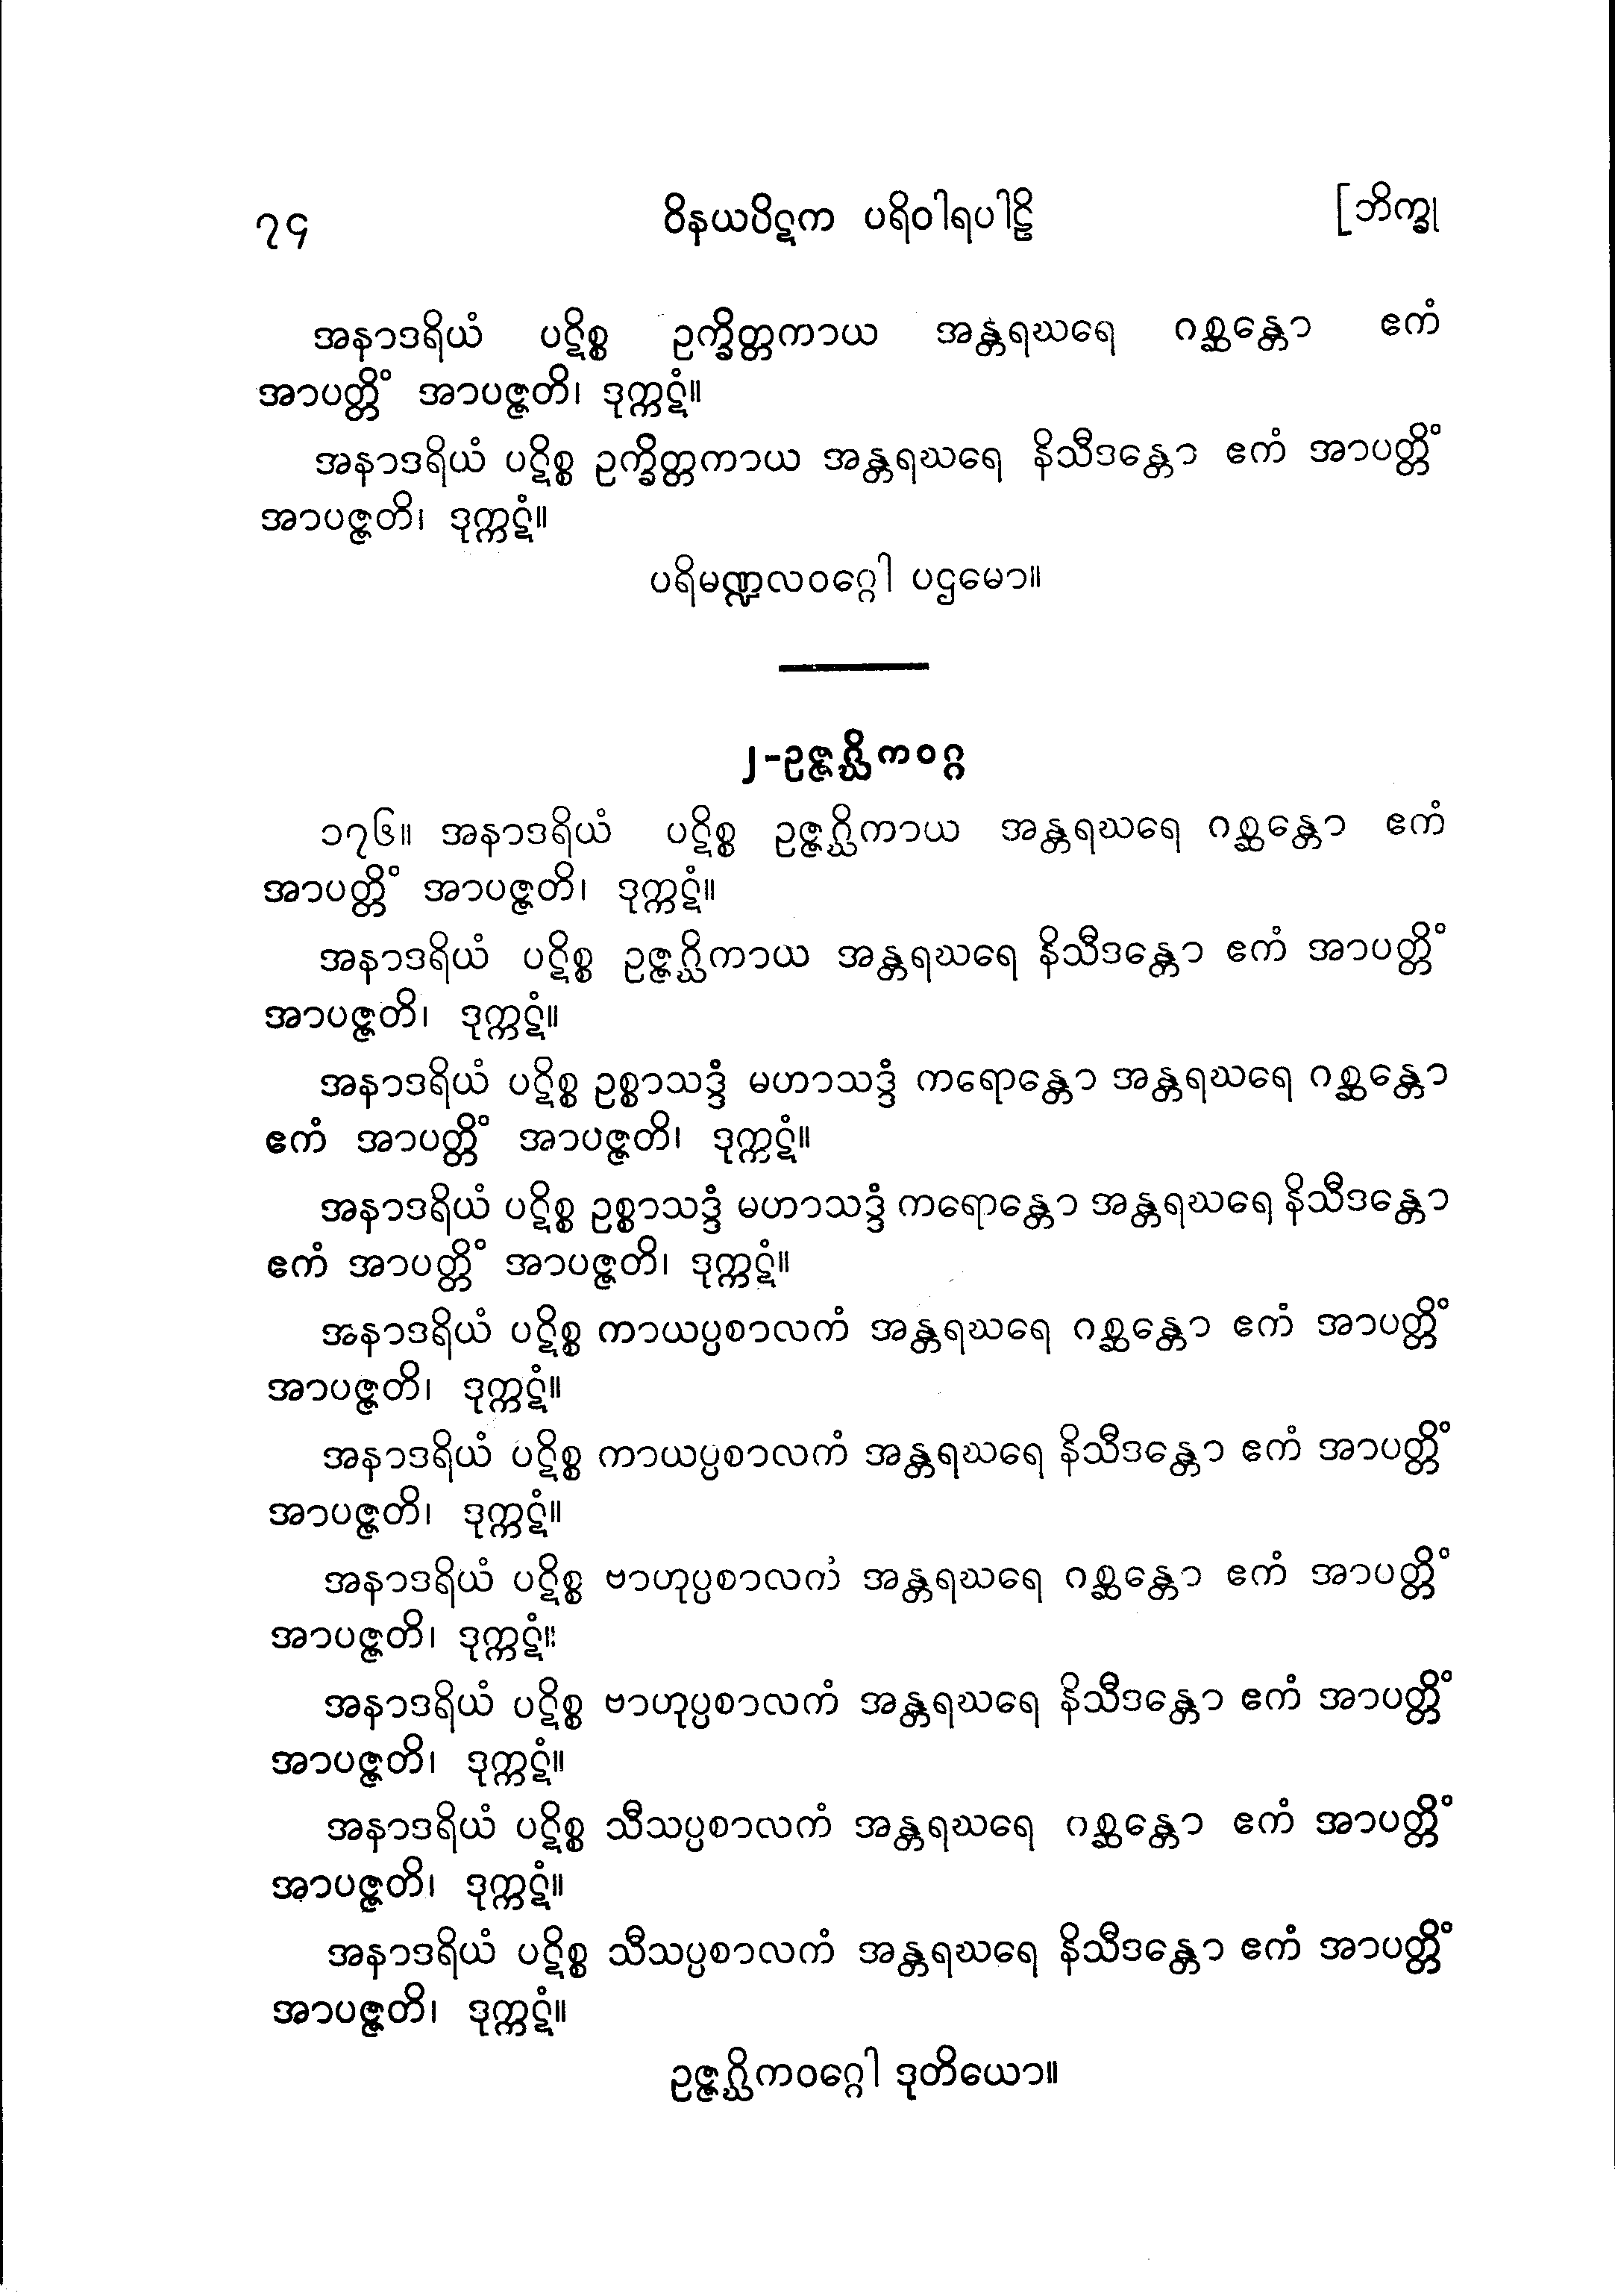 ၇၄ ဝိနယပိဋက ပရိဝါရပါဠိ [ဘိက္ခု
အနာဒရိယံ ပဋိစ္စ ဥက္ခိတ္တကာယ အန္တရဃရေ ဂစ္ဆန္တော ဧကံ
အာပတ္တိံ အာပဇ္ဇတိ၊ ဒုက္ကဋံ။
အနာဒရိယံ ပဋိစ္စ ဥက္ခိတ္တကာယ အန္တရဃရေ နိသီဒန္တော ဧကံ အာပတ္တိံ
အာပဇ္ဇတိ၊ ဒုက္ကဋံ။
ပရိမဏ္ဍလဝဂ္ဂေါ ပဌမော။
၂-ဥဇ္ဇဂ္ဃိကဝဂ္ဂ
၁၇၆။ အနာဒရိယံ ပဋိစ္စ ဥဇ္ဇဂ္ဃိကာယ အန္တရဃရေ ဂစ္ဆန္တော ဧကံ
အာပတ္တိံ အာပဇ္ဇတိ၊ ဒုက္ကဋံ။
အနာဒရိယံ ပဋိစ္စ ဥဇ္ဇဂ္ဃိကာယ အန္တရဃရေ နိသီဒန္တော ဧကံ အာပတ္တိံ
အာပဇ္ဇတိ၊ ဒုက္ကဋံ။
အနာဒရိယံ ပဋိစ္စ ဥစ္စာသဒ္ဒံ မဟာသဒ္ဒံ ကရောန္တော အန္တရဃရေ ဂစ္ဆန္တော
ဧကံ အာပတ္တိံ အာပဇ္ဇတိ၊ ဒုက္ကဋံ။
အနာဒရိယံ ပဋိစ္စ ဥစ္စာသဒ္ဒံ မဟာသဒ္ဒံ ကရောန္တော အန္တရဃရေ နိသီဒန္တော
ဧကံ အာပတ္တိံ အာပဇ္ဇတိ၊ ဒုက္ကဋံ။
အနာဒရိယံ ပဋိစ္စ ကာယပ္ပစာလကံ အန္တရဃရေ ဂစ္ဆန္တော ဧကံ အာပတ္တိံ
အာပဇ္ဇတိ၊ ဒုက္ကဋံ။
အနာဒရိယံ ပဋိစ္စ ကာယပ္ပစာလကံ အန္တရဃရေ နိသီဒန္တော ဧကံ အာပတ္တိံ
အာပဇ္ဇတိ၊ ဒုက္ကဋံ။
အနာဒရိယံ ပဋိစ္စ ဗာဟုပ္ပစာလကံ အန္တရဃရေ ဂစ္ဆန္တော ဧကံ အာပတ္တိံ
အာပဇ္ဇတိ၊ ဒုက္ကဋံ။
အနာဒရိယံ ပဋိစ္စ ဗာဟုပ္ပစာလကံ အန္တရဃရေ နိသီဒန္တော ဧကံ အာပတ္တိံ
အာပဇ္ဇတိ၊ ဒုက္ကဋံ။
အနာဒရိယံ ပဋိစ္စ သီသပ္ပစာလကံ အန္တရဃရေ ဂစ္ဆန္တော ဧကံ အာပတ္တိံ
အာပဇ္ဇတိ၊ ဒုက္ကဋံ။
အနာဒရိယံ ပဋိစ္စ သီသပ္ပစာလကံ အန္တရဃရေ နိသီဒန္တော ဧကံ အာပတ္တိံ
အာပဇ္ဇတိ၊ ဒုက္ကဋံ။
ဥဇ္ဇဂ္ဃိကဝဂ္ဂေါ ဒုတိယော။